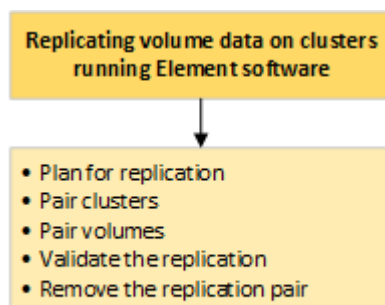 Replicating volume data on clusters
running Element software
• Plan for replication
• Pair clusters
• Pair volumes
• Validate the replication
• Remove the replication pair